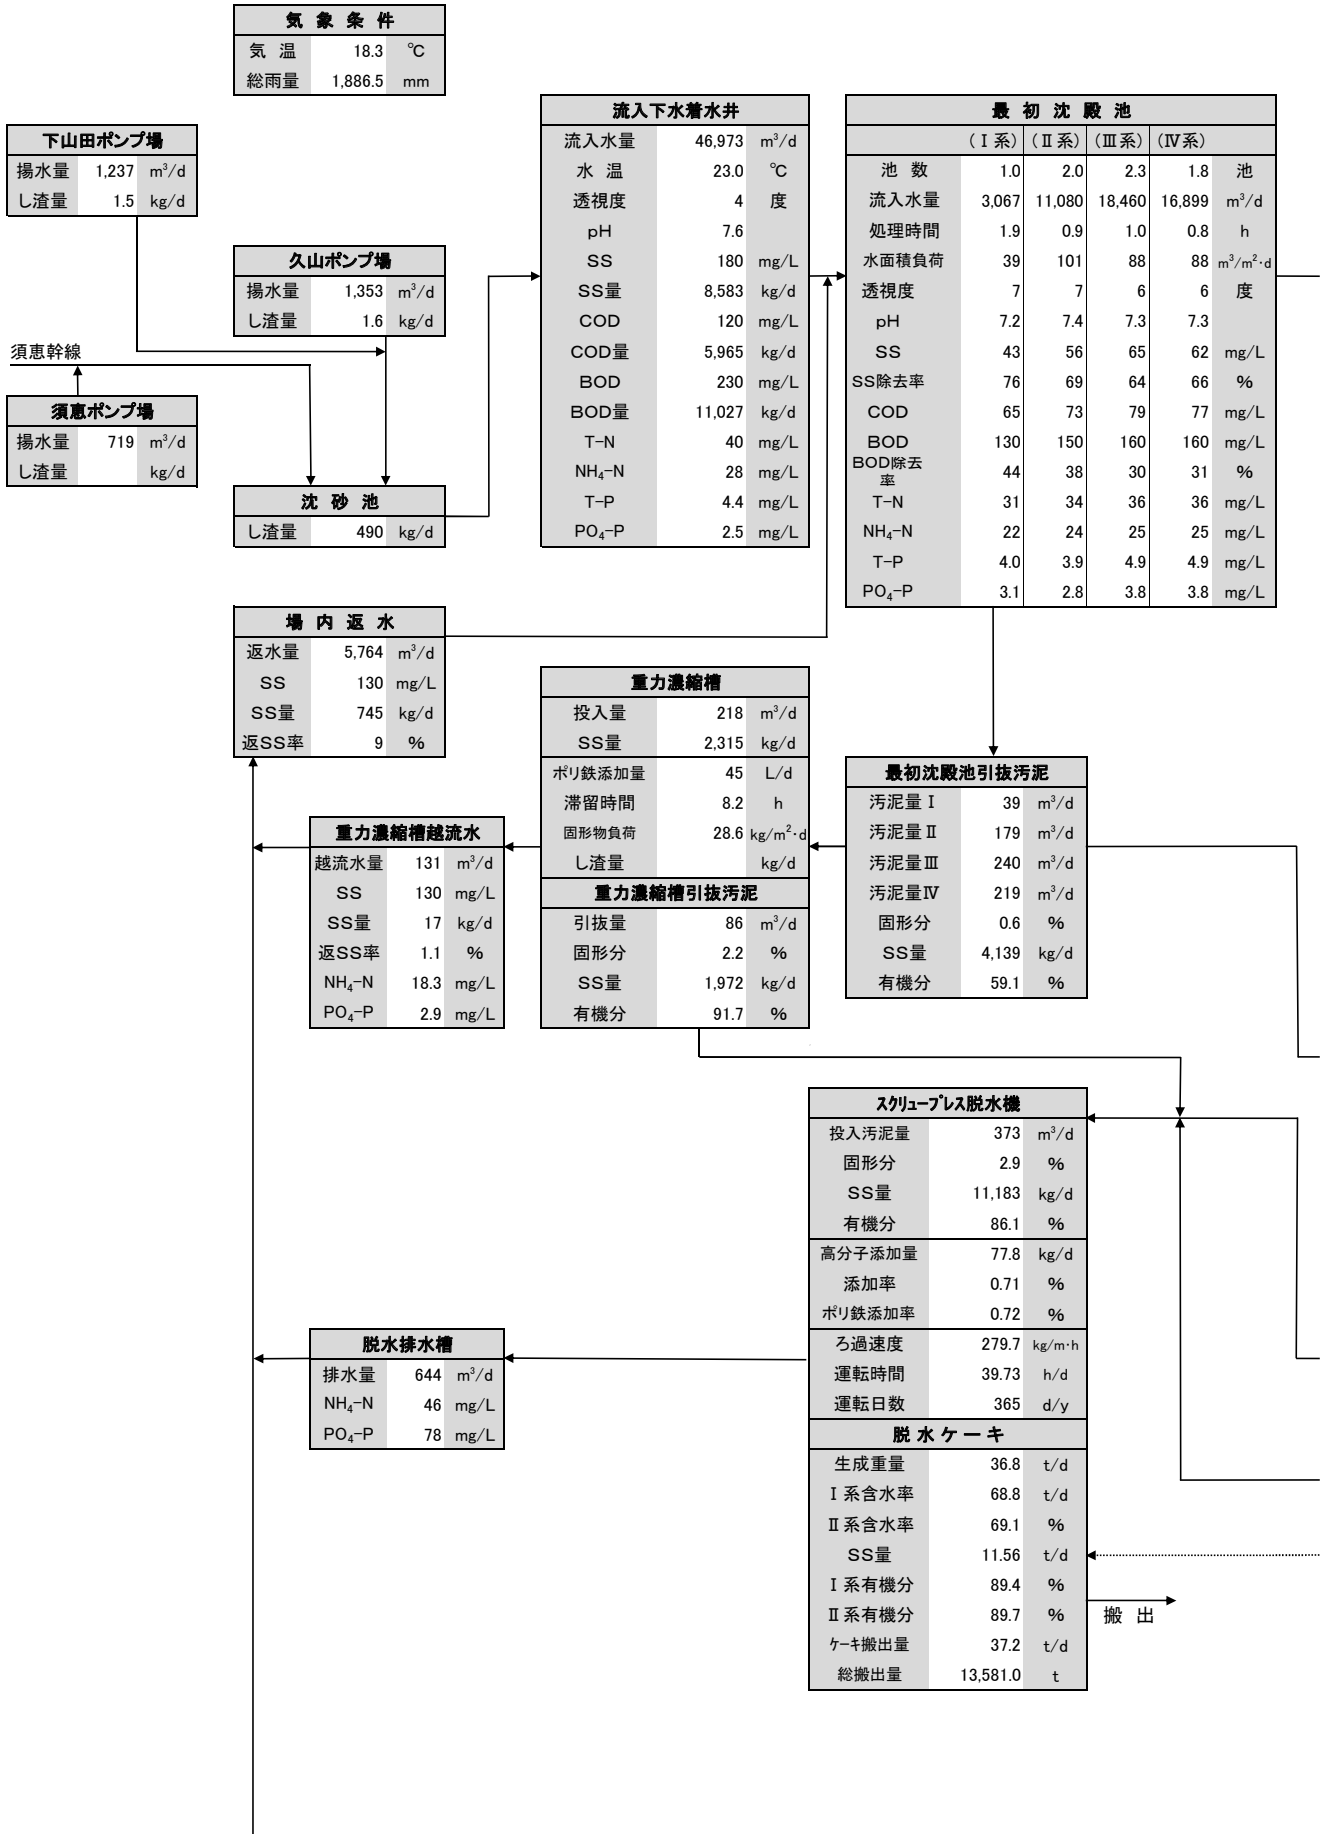 気 象 条 件
気 温 18.3 ℃
総雨量 1,886.5 mm
下山田ポンプ場
揚水量 1,237 m³/d
し渣量 1.5 kg/d
久山ポンプ場
揚水量 1,353 m³/d
し渣量 1.6 kg/d
須恵幹線
須恵ポンプ場
揚水量 719 m³/d
し渣量 kg/d
沈 砂 池
し渣量 490 kg/d
流入下水着水井
流入水量 46,973 m³/d
水 温 23.0 ℃
透視度 4 度
pH 7.6
SS 180 mg/L
SS量 8,583 kg/d
COD 120 mg/L
COD量 5,965 kg/d
BOD 230 mg/L
BOD量 11,027 kg/d
T-N 40 mg/L
NH₄-N 28 mg/L
T-P 4.4 mg/L
PO₄-P 2.5 mg/L
最 初 沈 殿 池
(Ⅰ系) (Ⅱ系) (Ⅲ系) (Ⅳ系)
池 数 1.0 2.0 2.3 1.8 池
流入水量 3,067 11,080 18,460 16,899 m³/d
処理時間 1.9 0.9 1.0 0.8 h
水面積負荷 39 101 88 88 m³/m²・d
透視度 7 7 6 6 度
pH 7.2 7.4 7.3 7.3
SS 43 56 65 62 mg/L
SS除去率 76 69 64 66 %
COD 65 73 79 77 mg/L
BOD 130 150 160 160 mg/L
BOD除去
率 44 38 30 31 %
T-N 31 34 36 36 mg/L
NH₄-N 22 24 25 25 mg/L
T-P 4.0 3.9 4.9 4.9 mg/L
PO₄-P 3.1 2.8 3.8 3.8 mg/L
場 内 返 水
返水量 5,764 m³/d
SS 130 mg/L
SS量 745 kg/d
返SS率 9 %
重力濃縮槽
投入量 218 m³/d
SS量 2,315 kg/d
ポリ鉄添加量 45 L/d
滞留時間 8.2 h
固形物負荷 28.6 kg/m²・d
し渣量 kg/d
重力濃縮槽引抜汚泥
引抜量 86 m³/d
固形分 2.2 %
SS量 1,972 kg/d
有機分 91.7 %
重力濃縮槽越流水
越流水量 131 m³/d
SS 130 mg/L
SS量 17 kg/d
返SS率 1.1 %
NH₄-N 18.3 mg/L
PO₄-P 2.9 mg/L
最初沈殿池引抜汚泥
汚泥量Ⅰ 39 m³/d
汚泥量Ⅱ 179 m³/d
汚泥量Ⅲ 240 m³/d
汚泥量Ⅳ 219 m³/d
固形分 0.6 %
SS量 4,139 kg/d
有機分 59.1 %
スクリュープレス脱水機
投入汚泥量 373 m³/d
固形分 2.9 %
SS量 11,183 kg/d
有機分 86.1 %
高分子添加量 77.8 kg/d
添加率 0.71 %
ポリ鉄添加率 0.72 %
ろ過速度 279.7 kg/m・h
運転時間 39.73 h/d
運転日数 365 d/y
脱水ケーキ
生成重量 36.8 t/d
Ⅰ系含水率 68.8 t/d
Ⅱ系含水率 69.1 %
SS量 11.56 t/d
Ⅰ系有機分 89.4 %
Ⅱ系有機分 89.7 %
ケーキ搬出量 37.2 t/d
総搬出量 13,581.0 t
脱水排水槽
排水量 644 m³/d
NH₄-N 46 mg/L
PO₄-P 78 mg/L
搬 出